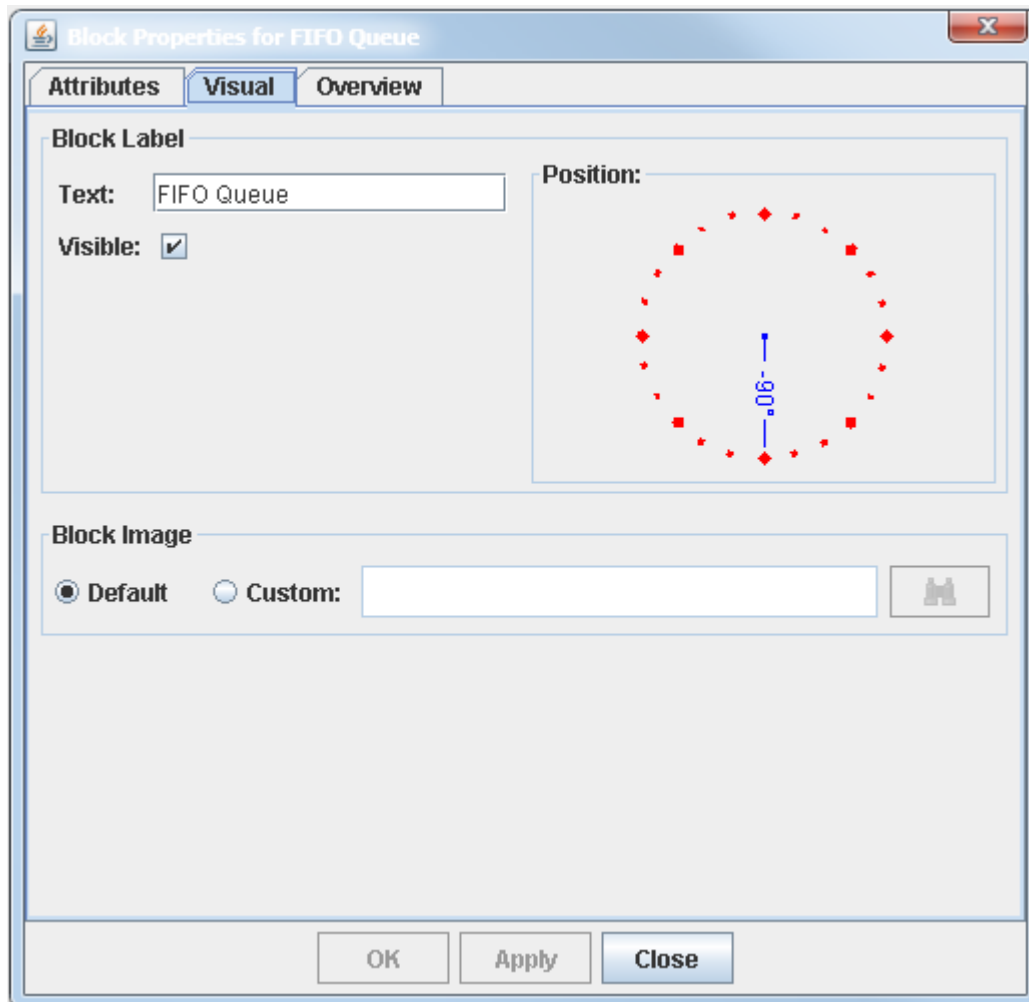 Block Properties for FIFO Queue
Attributes Visual Overview
Block Label
Text: FIFO Queue
Position:
Visible:
-90°
Block Image
Default Custom:
OK Apply Close